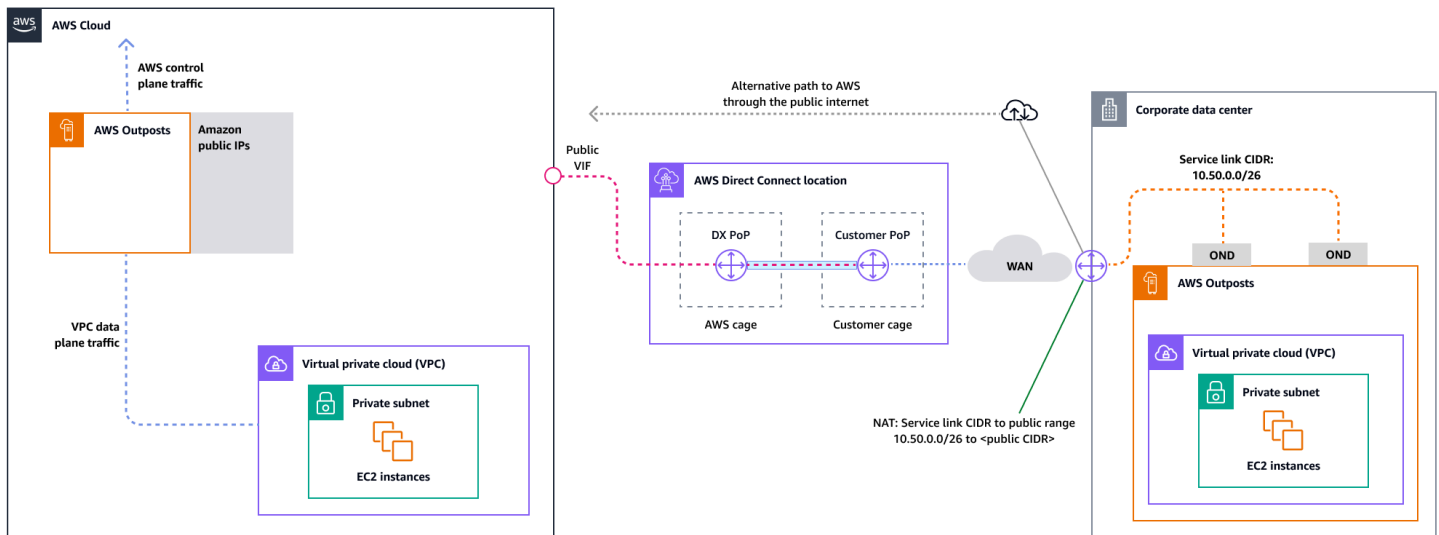 aws
AWS Cloud
AWS control
plane traffic
AWS Outposts
Amazon
public IPs
VPC data
plane traffic
Virtual private cloud (VPC)
Private subnet
EC2 instances
Alternative path to AWS
through the public internet
Public
VIF
AWS Direct Connect location
DX PoP
Customer PoP
AWS cage
Customer cage
WAN
NAT: Service link CIDR to public range
10.50.0.0/26 to <public CIDR>
Corporate data center
Service link CIDR:
10.50.0.0/26
OND
OND
AWS Outposts
Virtual private cloud (VPC)
Private subnet
EC2 instances